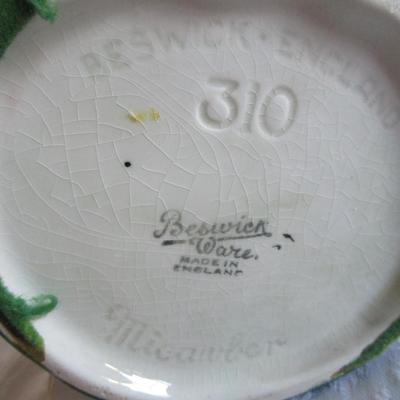 BESWICK · ENGLAND
310
Beswick
Ware.
MADE IN
ENGLAND
Micawber